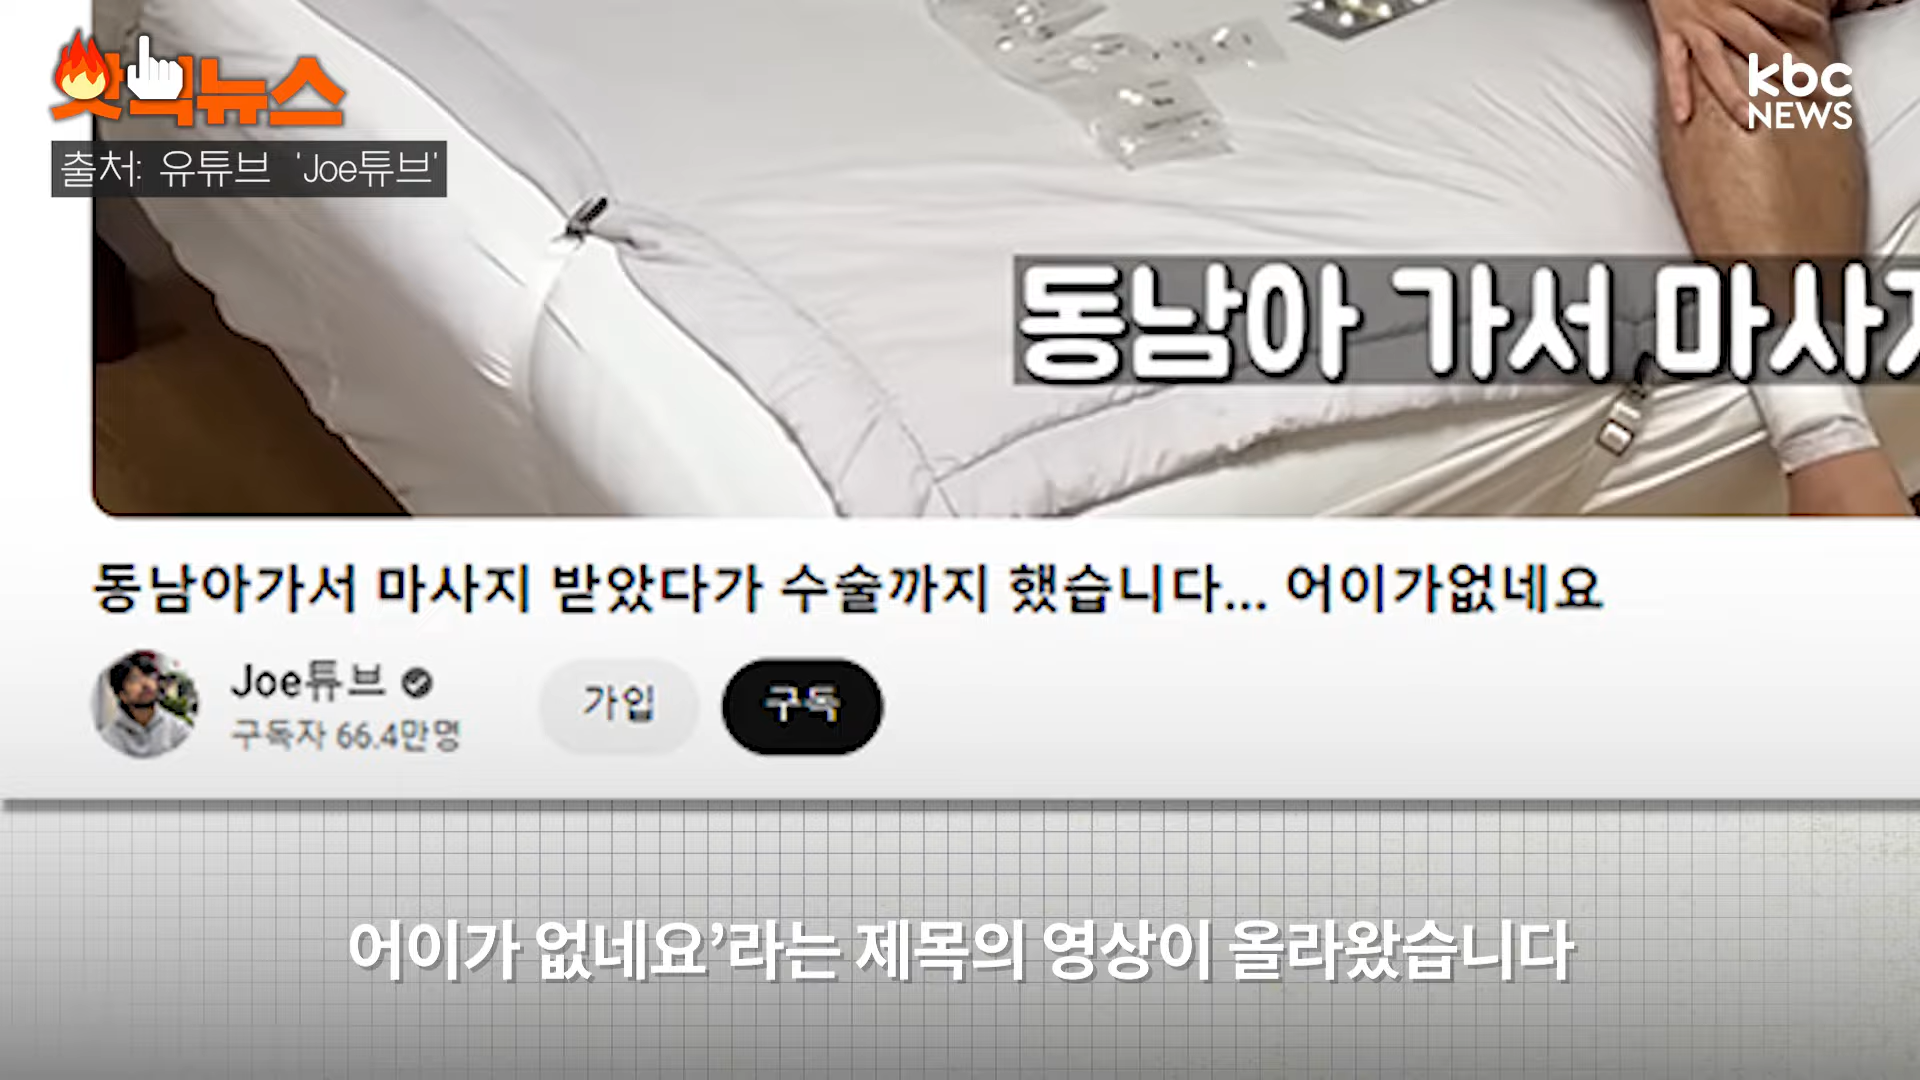 핫픽뉴스
kbc
NEWS
출처: 유튜브 'Joe튜브'
동남아 가서 마사지
동남아가서 마사지 받았다가 수술까지 했습니다... 어이가없네요
Joe튜브
구독자 66.4만명
가입
구독
어이가 없네요’라는 제목의 영상이 올라왔습니다